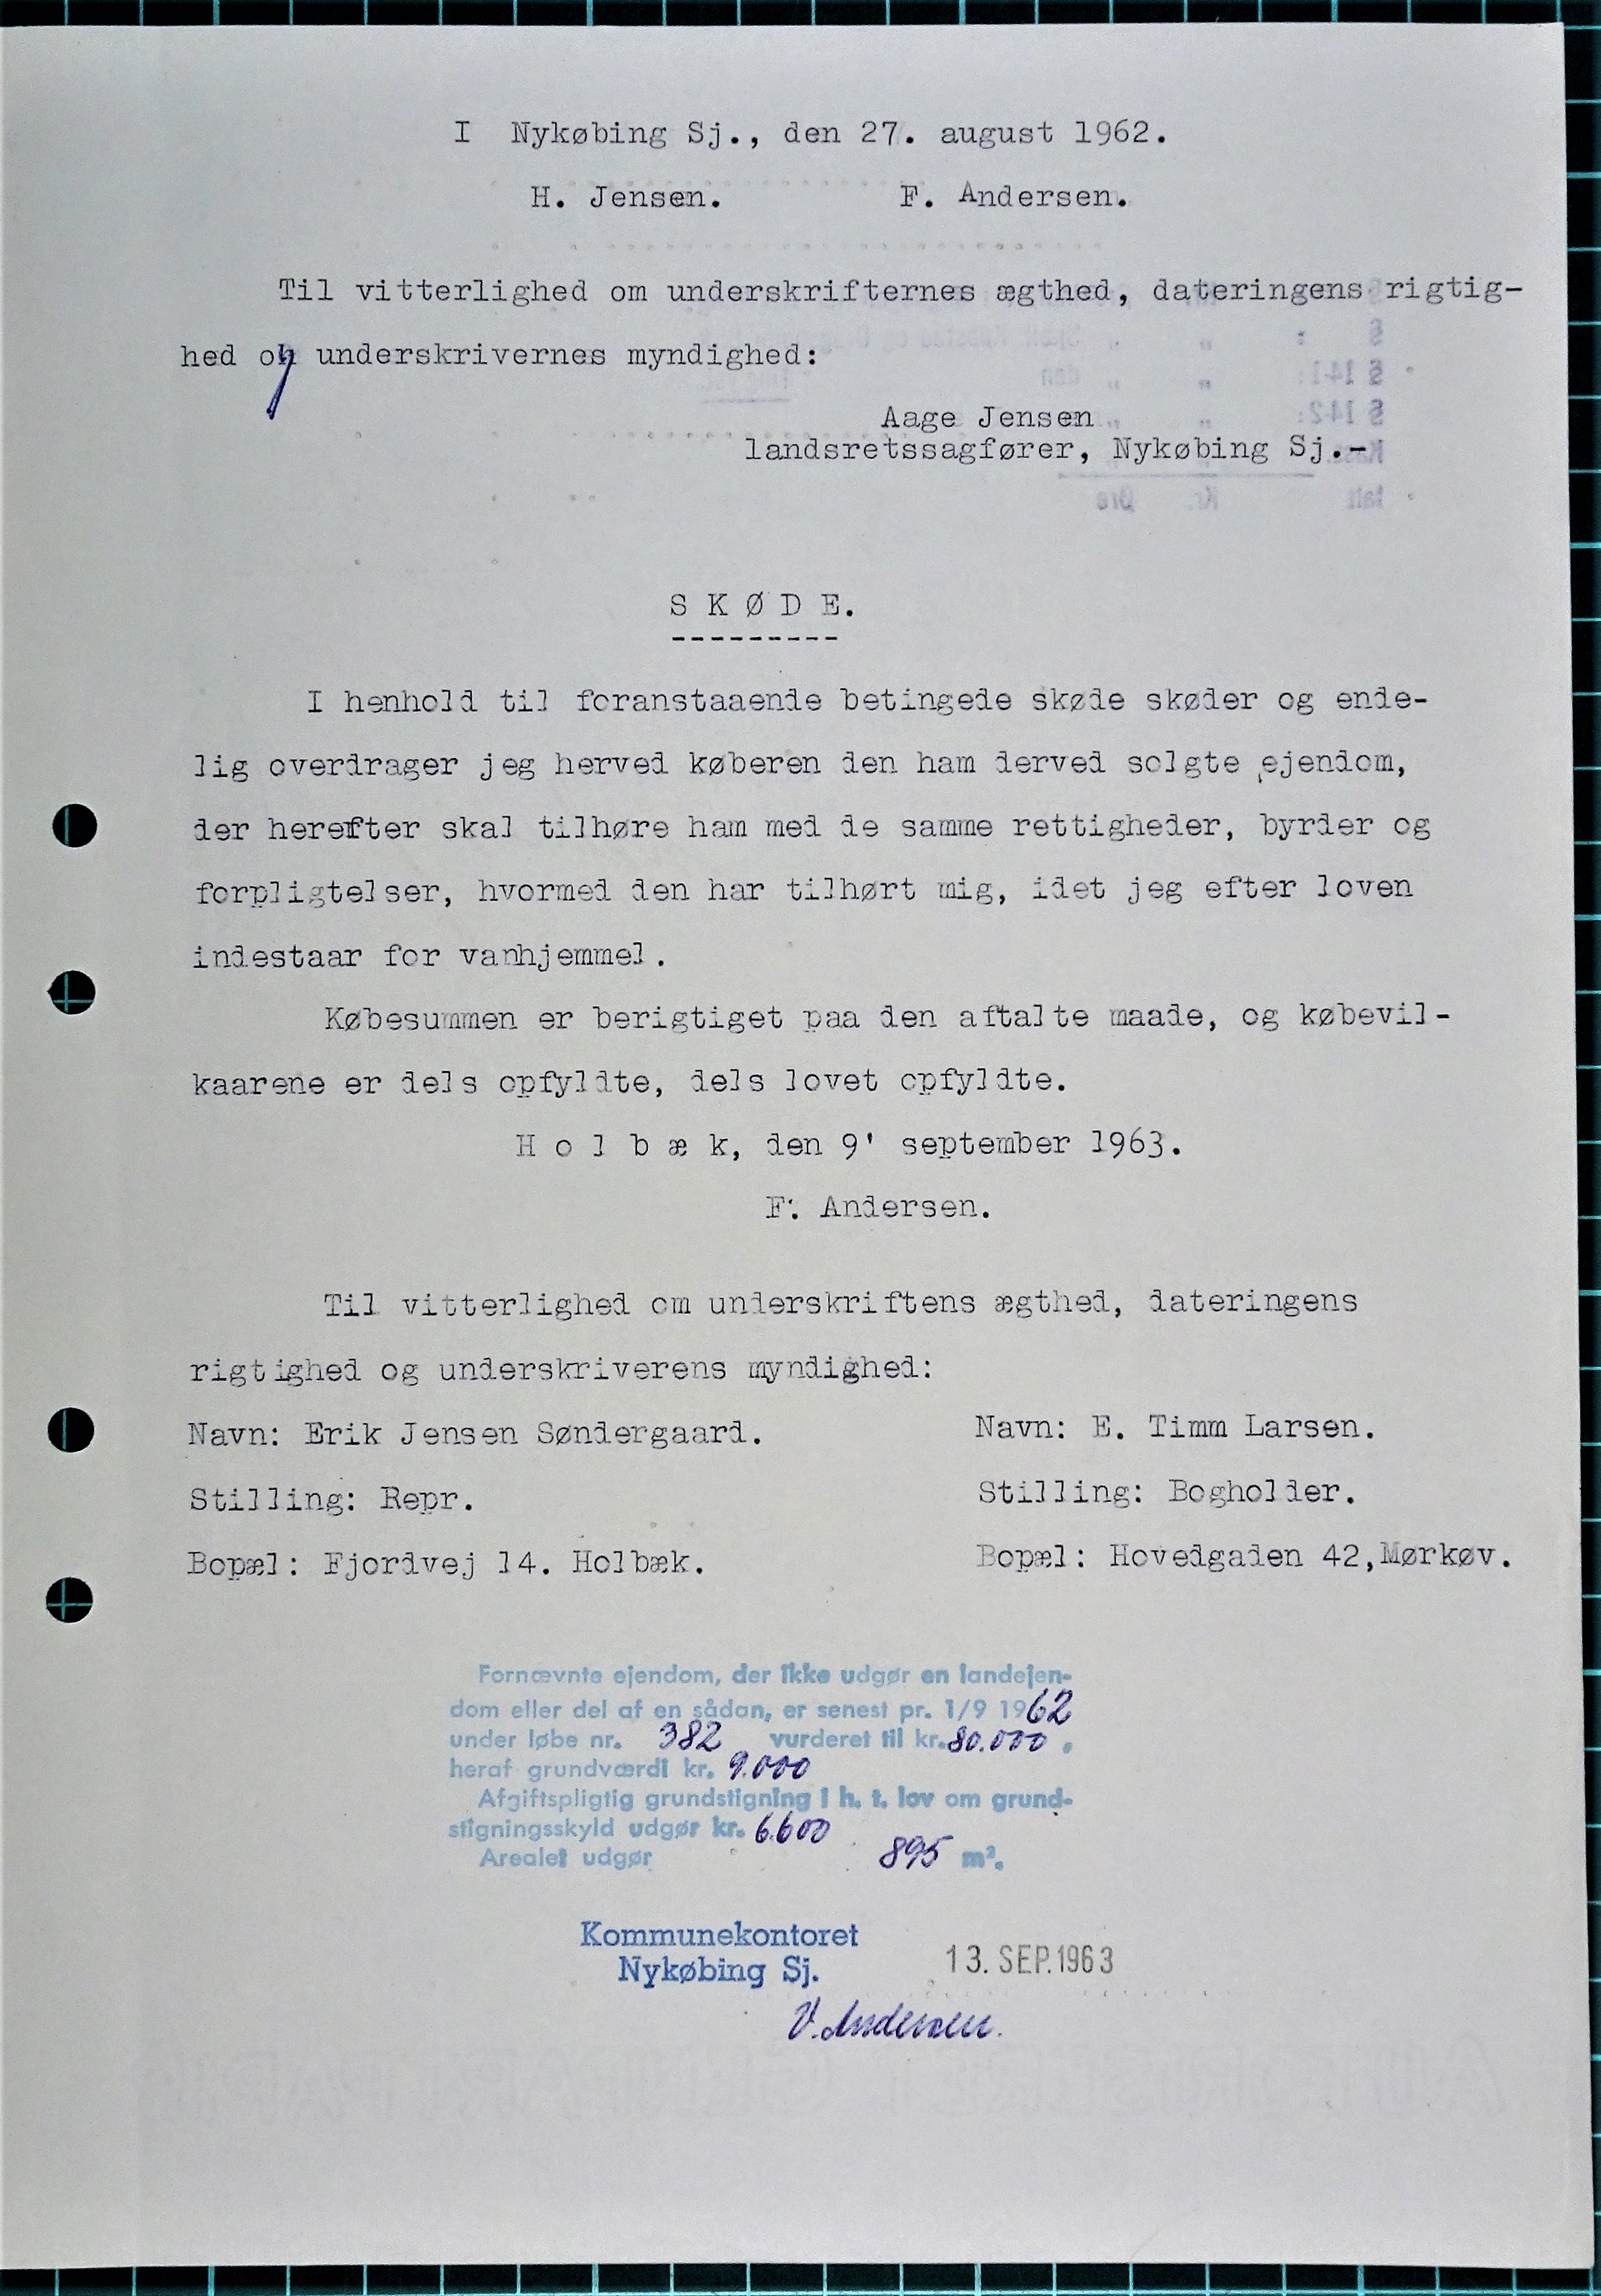 I Nykøbing Sj., den 27. august 1962.
H. Jensen. F. Andersen.
Til vitterlighed om underskrifternes ægthed, dateringens rigtig-
hed og underskrivernes myndighed:
Aage Jensen
landsretssagfører, Nykøbing Sj.-
S K Ø D E.
---------
I henhold til foranstaaende betingede skøde skøder og ende-
lig overdrager jeg herved køberen den ham derved solgte ejendom,
der herefter skal tilhøre ham med de samme rettigheder, byrder og
forpligtelser, hvormed den har tilhørt mig, idet jeg efter loven
indestaar for vanhjemmel.
Købesummen er berigtiget paa den aftalte maade, og købevil-
kaarene er dels opfyldte, dels lovet opfyldte.
H o l b æ k, den 9' september 1963.
F. Andersen.
Til vitterlighed om underskriftens ægthed, dateringens
rigtighed og underskriverens myndighed:
Navn: Erik Jensen Søndergaard. Navn: E. Timm Larsen.
Stilling: Repr. Stilling: Bogholder.
Bopæl: Fjordvej 14. Holbæk. Bopæl: Hovedgaden 42, Mørkøv.
Fornævnte ejendom, der ikke udgør en landejen-
dom eller del af en sådan, er senest pr. 1/9 1962
under løbe nr. 382 vurderet til kr. 80.000,
heraf grundværdi kr. 9.000
Afgiftspligtig grundstigning i h. t. lov om grund-
stigningsskyld udgør kr. 6.600
Arealet udgør 895 m².
Kommunekontoret
Nykøbing Sj. 13. SEP. 1963
V. Andersen.